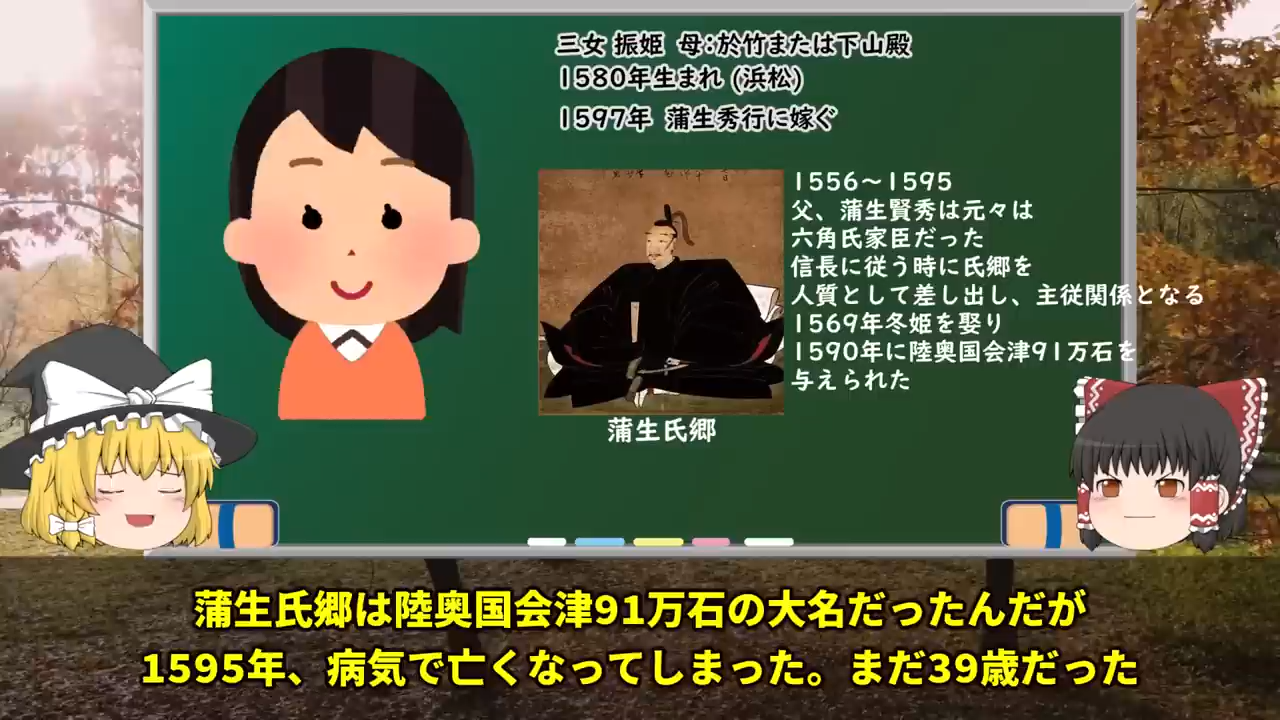 三女 振姫 母:於竹または下山殿
1580年生まれ (浜松)
1597年 蒲生秀行に嫁ぐ
1556～1595
父、蒲生賢秀は元々は
六角氏家臣だった
信長に従う時に氏郷を
人質として差し出し、主従関係となる
1569年冬姫を娶り
1590年に陸奥国会津91万石を
与えられた
蒲生氏郷
蒲生氏郷は陸奥国会津91万石の大名だったんだが
1595年、病気で亡くなってしまった。まだ39歳だった